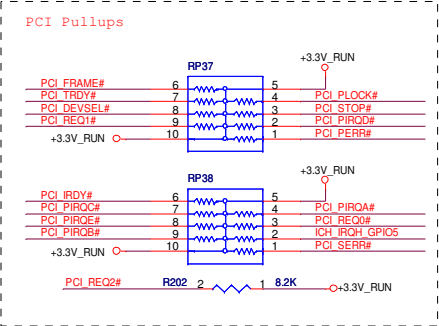 PCI Pullups
RP37
+3.3V_RUN
PCI_FRAME# 6 5
PCI_TRDY# 7 4 PCI_PLOCK#
PCI_DEVSEL# 8 3 PCI_STOP#
PCI_REQ1# 9 2 PCI_PIRQD#
+3.3V_RUN 10 1 PCI_PERR#
RP38
+3.3V_RUN
PCI_IRDY# 6 5
PCI_PIRQC# 7 4 PCI_PIRQA#
PCI_PIRQE# 8 3 PCI_REQ0#
PCI_PIRQB# 9 2 ICH_IRQH_GPIO5
+3.3V_RUN 10 1 PCI_SERR#
PCI_REQ2# R202 2 1 8.2K +3.3V_RUN